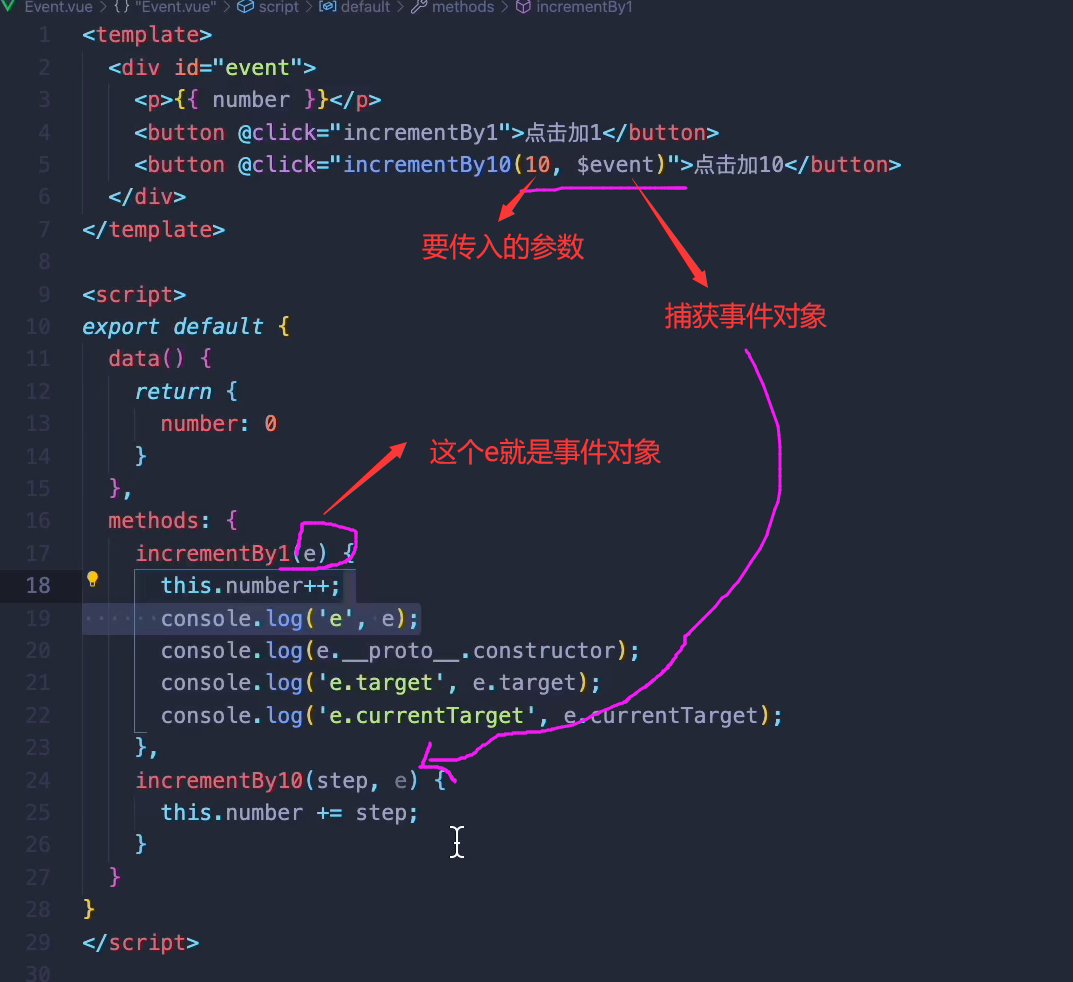 Event.vue > {} "Event.vue" > script > default > methods > incrementBy1
1 <template>
2 <div id="event">
3 <p>{{ number }}</p>
4 <button @click="incrementBy1">点击加1</button>
5 <button @click="incrementBy10(10, $event)">点击加10</button>
6 </div>
7 </template>
要传入的参数
8
9 <script>
捕获事件对象
10 export default {
11 data() {
12 return {
13 number: 0
14 }
这个e就是事件对象
15 },
16 methods: {
17 incrementBy1(e) {
18 this.number++;
19 console.log('e', e);
20 console.log(e.__proto__.constructor);
21 console.log('e.target', e.target);
22 console.log('e.currentTarget', e.currentTarget);
23 },
24 incrementBy10(step, e) {
25 this.number += step;
26 }
27 }
28 }
29 </script>
30